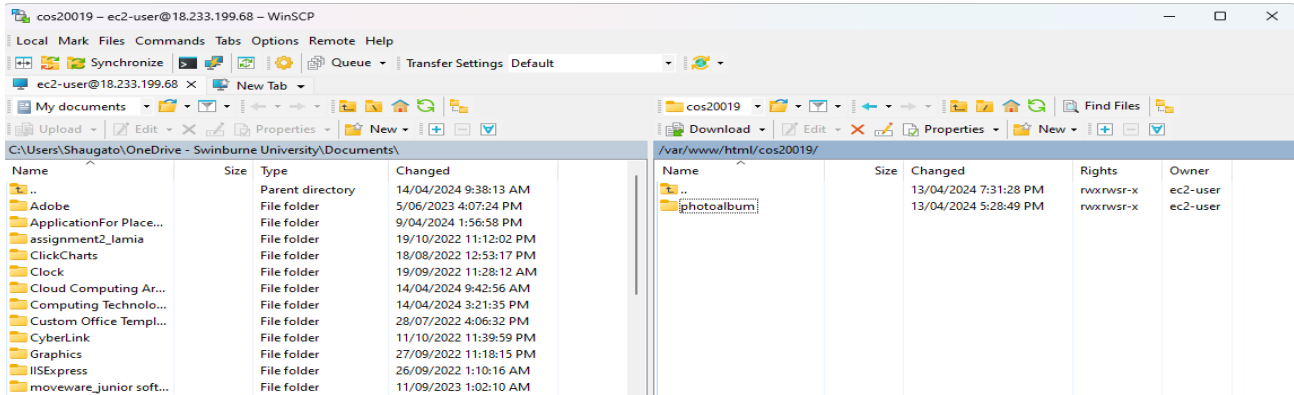 cos20019 – ec2-user@18.233.199.68 – WinSCP
Local Mark Files Commands Tabs Options Remote Help
Synchronize Queue Transfer Settings Default
ec2-user@18.233.199.68 × New Tab
My documents cos20019 Find Files
Upload Edit Properties New Download Edit Properties New
C:\Users\Shaugato\OneDrive - Swinburne University\Documents\ /var/www/html/cos20019/
Name Size Type Changed Name Size Changed Rights Owner
.. Parent directory 14/04/2024 9:38:13 AM .. 13/04/2024 7:31:28 PM rwxrwsr-x ec2-user
Adobe File folder 5/06/2023 4:07:24 PM photoalbum 13/04/2024 5:28:49 PM rwxrwsr-x ec2-user
ApplicationFor Place... File folder 9/04/2024 1:56:58 PM
assignment2_lamia File folder 19/10/2022 11:12:02 PM
ClickCharts File folder 18/08/2022 12:53:17 PM
Clock File folder 19/09/2022 11:28:12 AM
Cloud Computing Ar... File folder 14/04/2024 9:42:56 AM
Computing Technolo... File folder 14/04/2024 3:21:35 PM
Custom Office Templ... File folder 28/07/2022 4:06:32 PM
CyberLink File folder 11/10/2022 11:39:59 PM
Graphics File folder 27/09/2022 11:18:15 PM
IISExpress File folder 26/09/2022 1:10:16 AM
moveware_junior soft... File folder 11/09/2023 1:02:10 AM